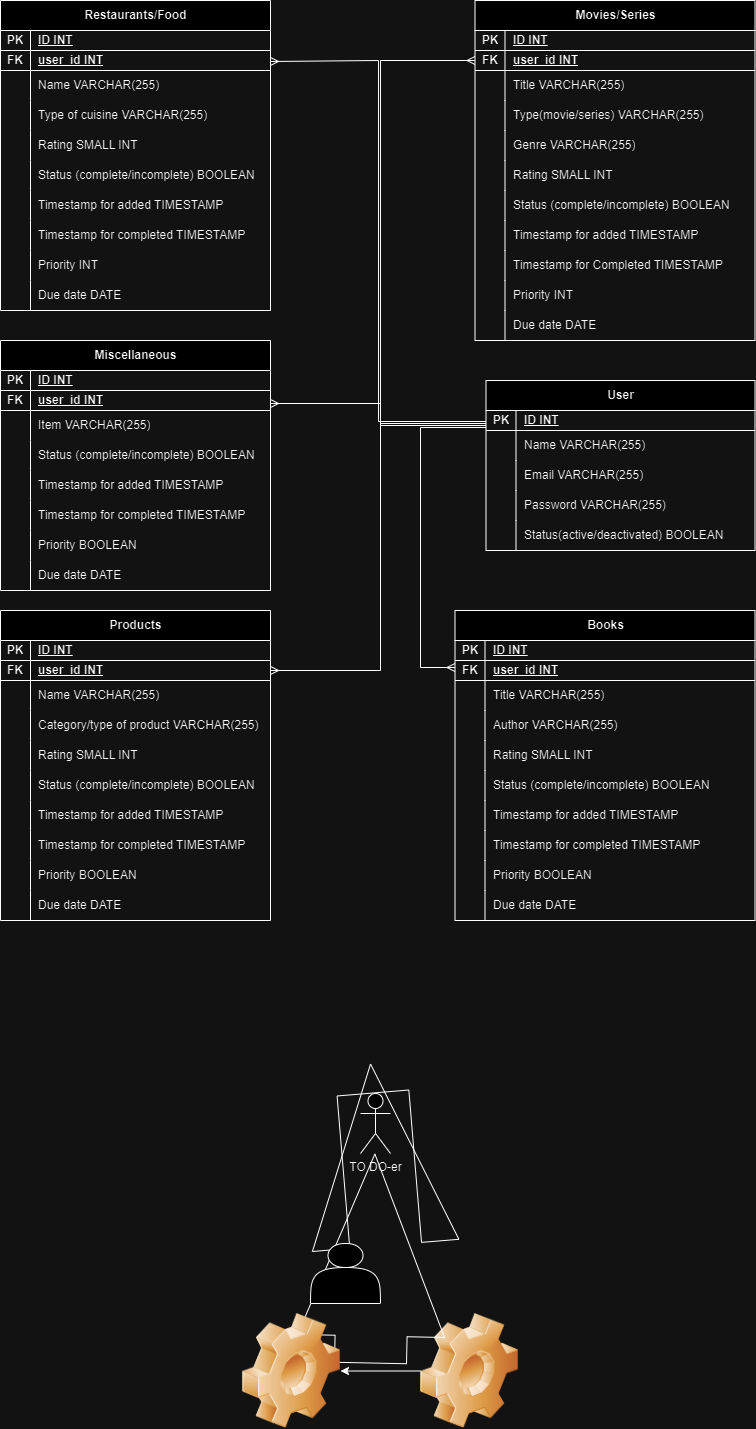 Restaurants/Food
PK ID INT
FK user_id INT
Name VARCHAR(255)
Type of cuisine VARCHAR(255)
Rating SMALL INT
Status (complete/incomplete) BOOLEAN
Timestamp for added TIMESTAMP
Timestamp for completed TIMESTAMP
Priority INT
Due date DATE
Movies/Series
PK ID INT
FK user_id INT
Title VARCHAR(255)
Type(movie/series) VARCHAR(255)
Genre VARCHAR(255)
Rating SMALL INT
Status (complete/incomplete) BOOLEAN
Timestamp for added TIMESTAMP
Timestamp for Completed TIMESTAMP
Priority INT
Due date DATE
Miscellaneous
PK ID INT
FK user_id INT
Item VARCHAR(255)
Status (complete/incomplete) BOOLEAN
Timestamp for added TIMESTAMP
Timestamp for completed TIMESTAMP
Priority BOOLEAN
Due date DATE
User
PK ID INT
Name VARCHAR(255)
Email VARCHAR(255)
Password VARCHAR(255)
Status(active/deactivated) BOOLEAN
Products
PK ID INT
FK user_id INT
Name VARCHAR(255)
Category/type of product VARCHAR(255)
Rating SMALL INT
Status (complete/incomplete) BOOLEAN
Timestamp for added TIMESTAMP
Timestamp for completed TIMESTAMP
Priority BOOLEAN
Due date DATE
Books
PK ID INT
FK user_id INT
Title VARCHAR(255)
Author VARCHAR(255)
Rating SMALL INT
Status (complete/incomplete) BOOLEAN
Timestamp for added TIMESTAMP
Timestamp for completed TIMESTAMP
Priority BOOLEAN
Due date DATE
TO DO-er